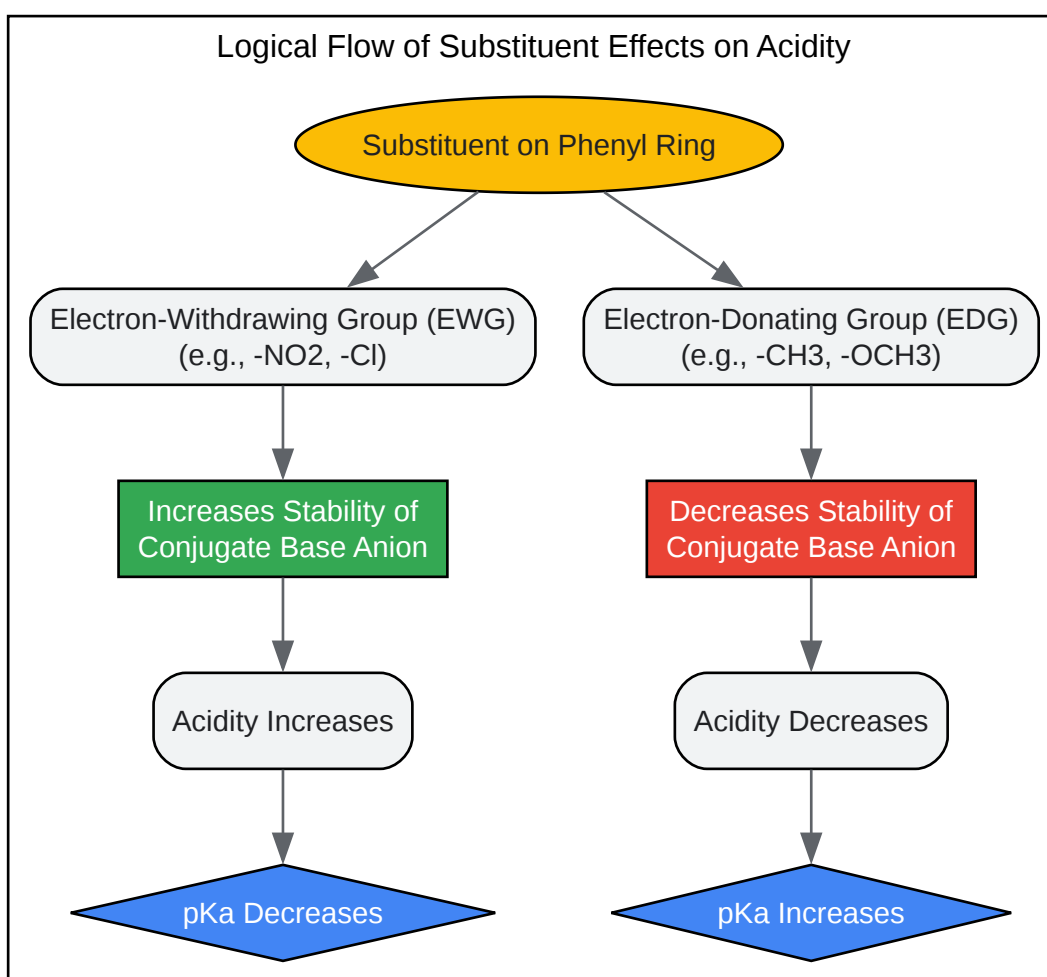 Logical Flow of Substituent Effects on Acidity
Substituent on Phenyl Ring
Electron-Withdrawing Group (EWG)
(e.g., -NO2, -Cl)
Electron-Donating Group (EDG)
(e.g., -CH3, -OCH3)
Increases Stability of
Conjugate Base Anion
Decreases Stability of
Conjugate Base Anion
Acidity Increases
Acidity Decreases
pKa Decreases
pKa Increases